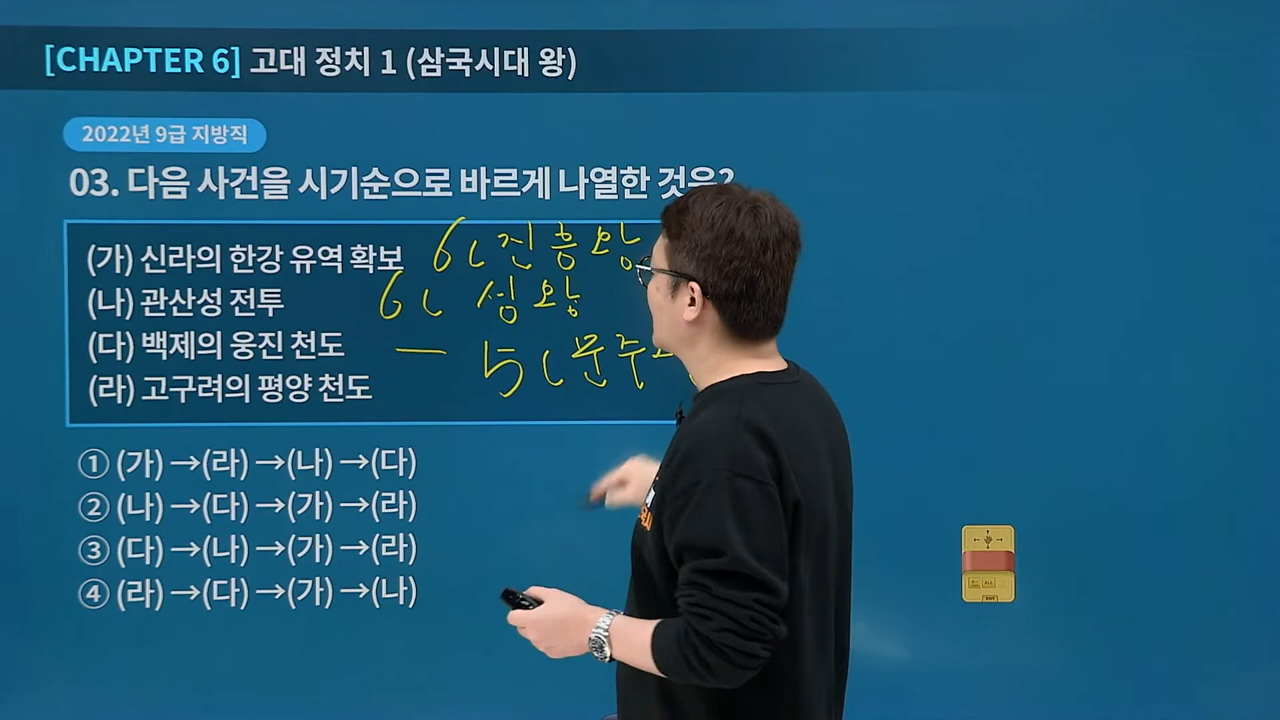 [CHAPTER 6] 고대 정치 1 (삼국시대 왕)
2022년 9급 지방직
03. 다음 사건을 시기순으로 바르게 나열한 것은?
(가) 신라의 한강 유역 확보 6C 진흥왕
(나) 관산성 전투 6C 성왕
(다) 백제의 웅진 천도 — 5C 문주
(라) 고구려의 평양 천도
① (가) →(라) →(나) →(다)
② (나) →(다) →(가) →(라)
③ (다) →(나) →(가) →(라)
④ (라) →(다) →(가) →(나)